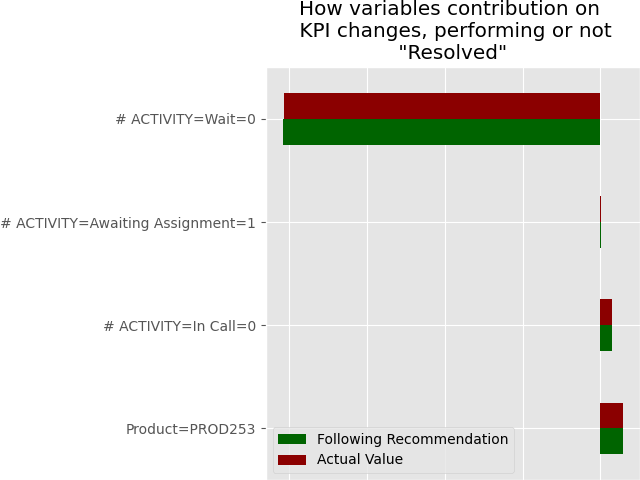 How variables contribution on
KPI changes, performing or not
"Resolved"
# ACTIVITY=Wait=0
# ACTIVITY=Awaiting Assignment=1
# ACTIVITY=In Call=0
Product=PROD253
Following Recommendation
Actual Value